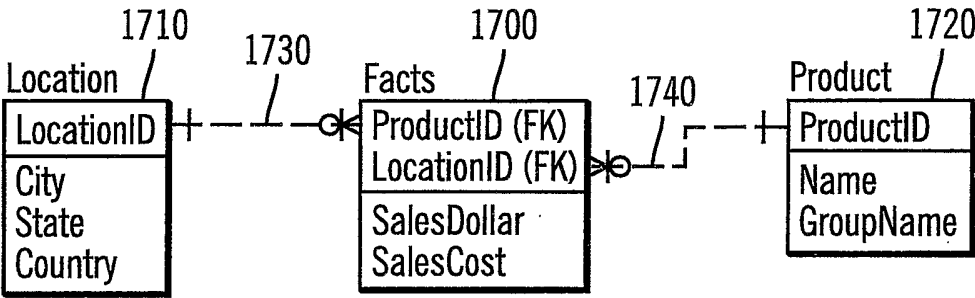 1710
1730
1700
1720
Location
Facts
1740
Product
LocationID
ProductID (FK)
LocationID (FK)
ProductID
City
State
Country
SalesDollar
SalesCost
Name
GroupName